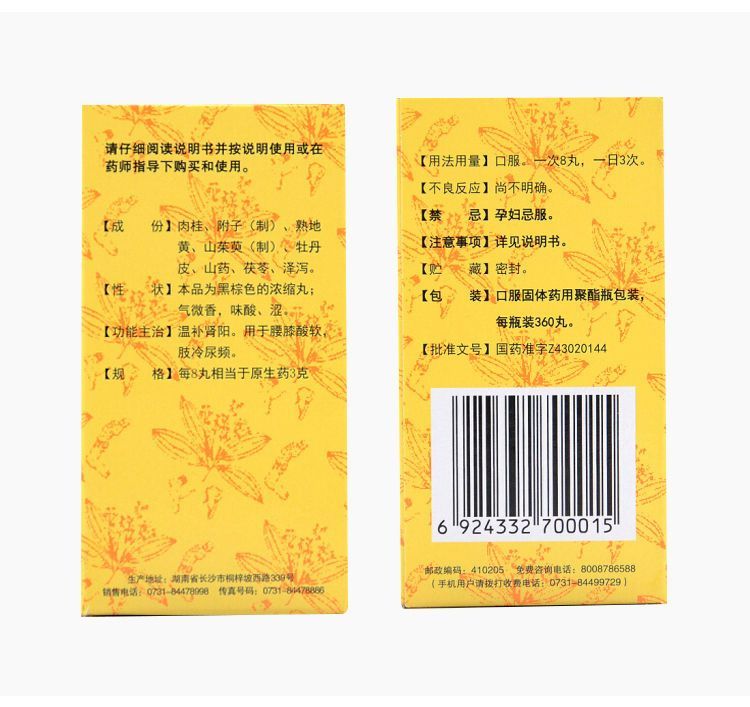 请仔细阅读说明书并按说明使用或在
药师指导下购买和使用。
【成　份】肉桂、附子（制）、熟地
黄、山茱萸（制）、牡丹
皮、山药、茯苓、泽泻。
【性　状】本品为黑棕色的浓缩丸；
气微香，味酸、涩。
【功能主治】温补肾阳。用于腰膝酸软，
肢冷尿频。
【规　格】每8丸相当于原生药3克
生产地址：湖南省长沙市桐梓坡西路339号
销售电话：0731-84478998　传真号码：0731-84478886
【用法用量】口服。一次8丸，一日3次。
【不良反应】尚不明确。
【禁　忌】孕妇忌服。
【注意事项】详见说明书。
【贮　藏】密封。
【包　装】口服固体药用聚酯瓶包装，
每瓶装360丸。
【批准文号】国药准字Z43020144
6 924332 700015
邮政编码：410205　免费咨询电话：8008786588
（手机用户请拨打收费电话：0731-84499729）